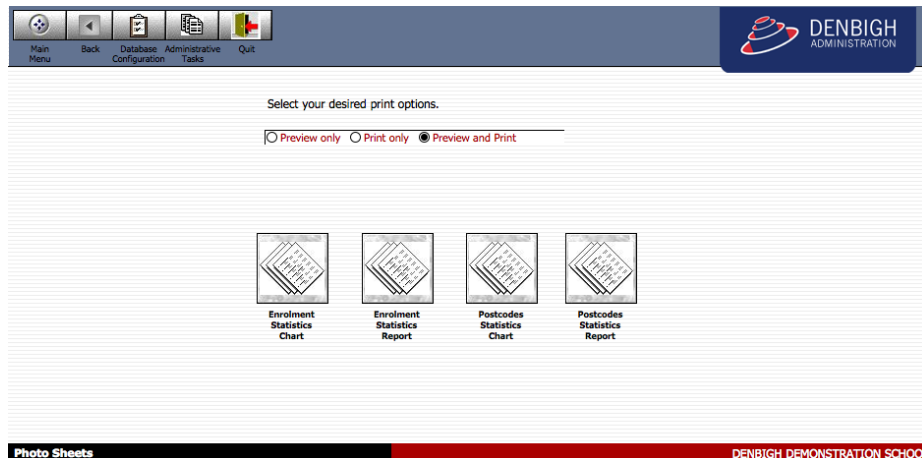 Main
Menu
Back
Database
Configuration
Administrative
Tasks
Quit
DENBIGH
ADMINISTRATION
Select your desired print options.
Preview only Print only Preview and Print
Enrolment
Statistics
Chart
Enrolment
Statistics
Report
Postcodes
Statistics
Chart
Postcodes
Statistics
Report
Photo Sheets
DENBIGH DEMONSTRATION SCHOO